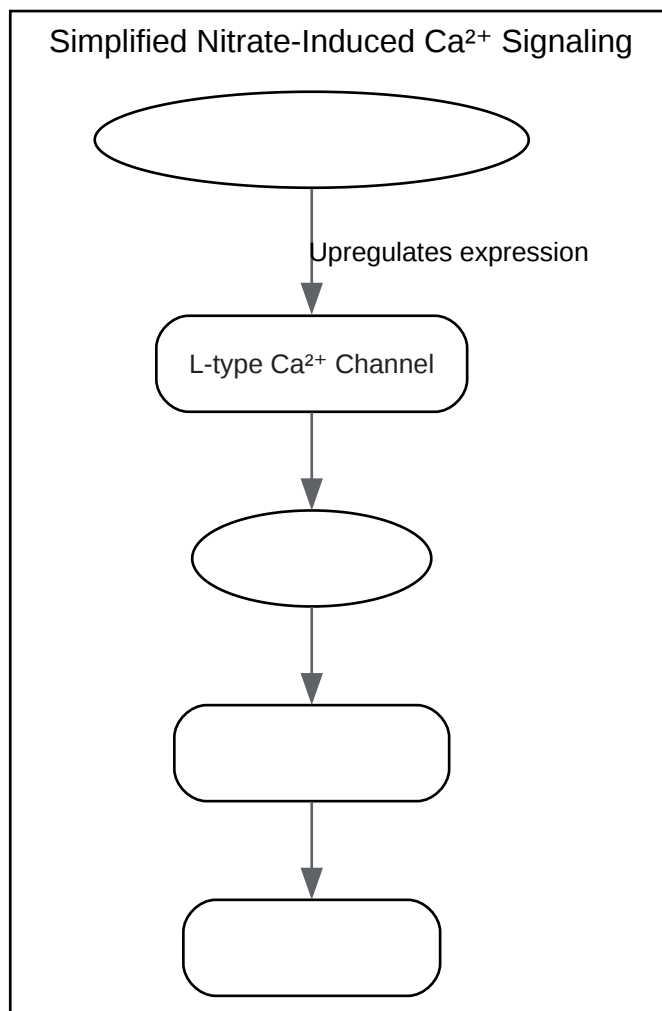 Simplified Nitrate-Induced Ca²⁺ Signaling
Upregulates expression
L-type Ca²⁺ Channel